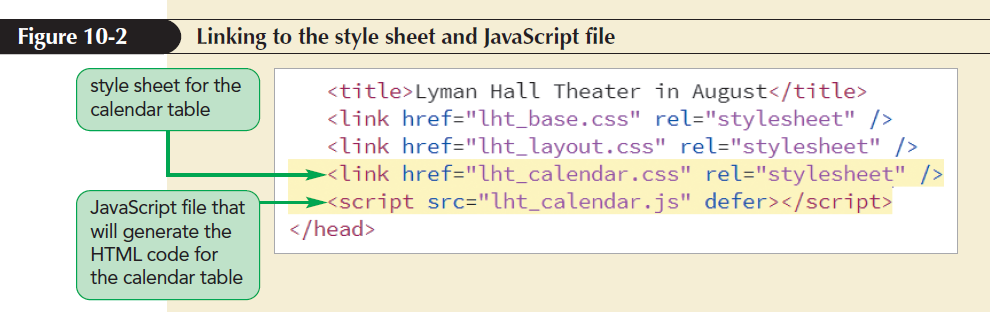 Figure 10-2 Linking to the style sheet and JavaScript file
style sheet for the
calendar table
<title>Lyman Hall Theater in August</title>
<link href="lht_base.css" rel="stylesheet" />
<link href="lht_layout.css" rel="stylesheet" />
<link href="lht_calendar.css" rel="stylesheet" />
<script src="lht_calendar.js" defer></script>
</head>
JavaScript file that
will generate the
HTML code for
the calendar table